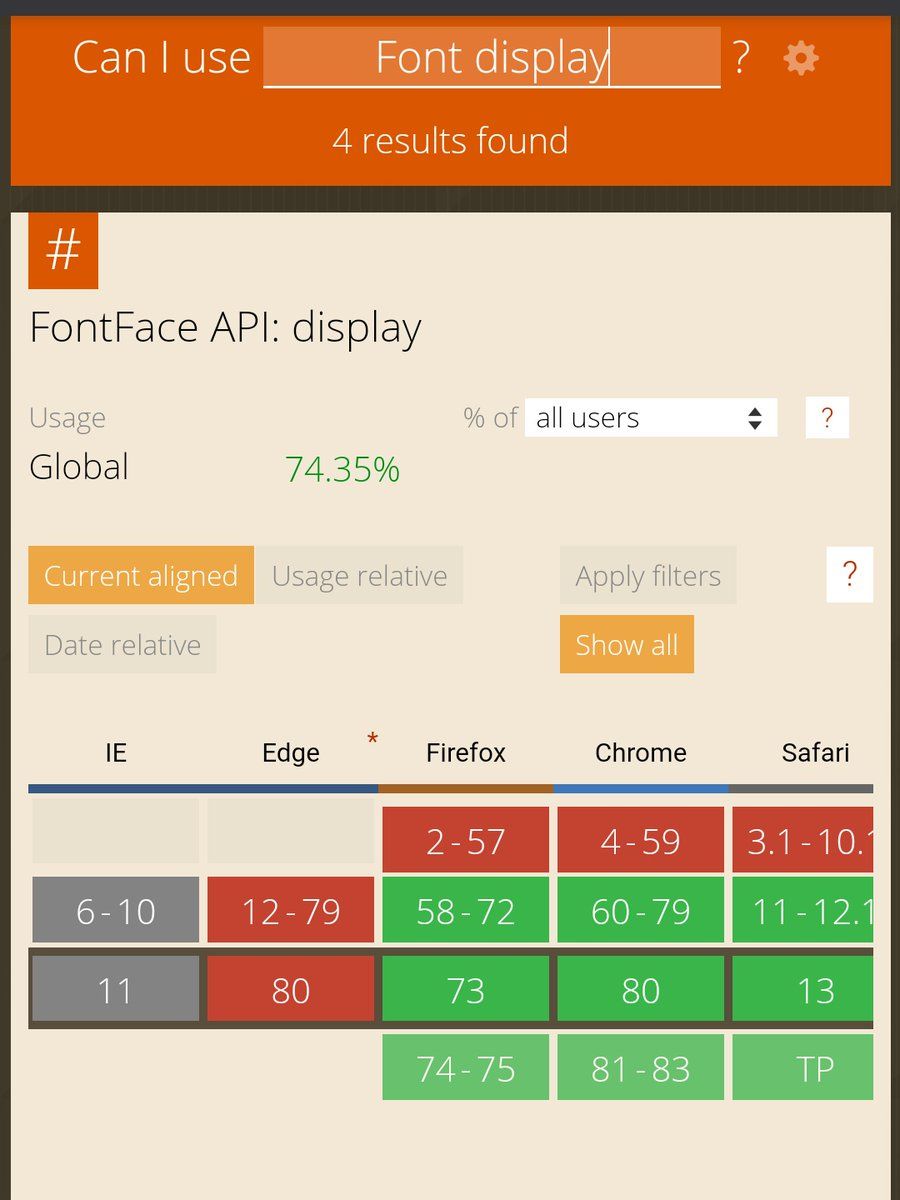 Can I use Font display ?
4 results found
#
FontFace API: display
Usage % of all users ?
Global 74.35%
Current aligned Usage relative Apply filters ?
Date relative Show all
IE Edge * Firefox Chrome Safari
2-57 4-59 3.1-10.1
6-10 12-79 58-72 60-79 11-12.1
11 80 73 80 13
74-75 81-83 TP